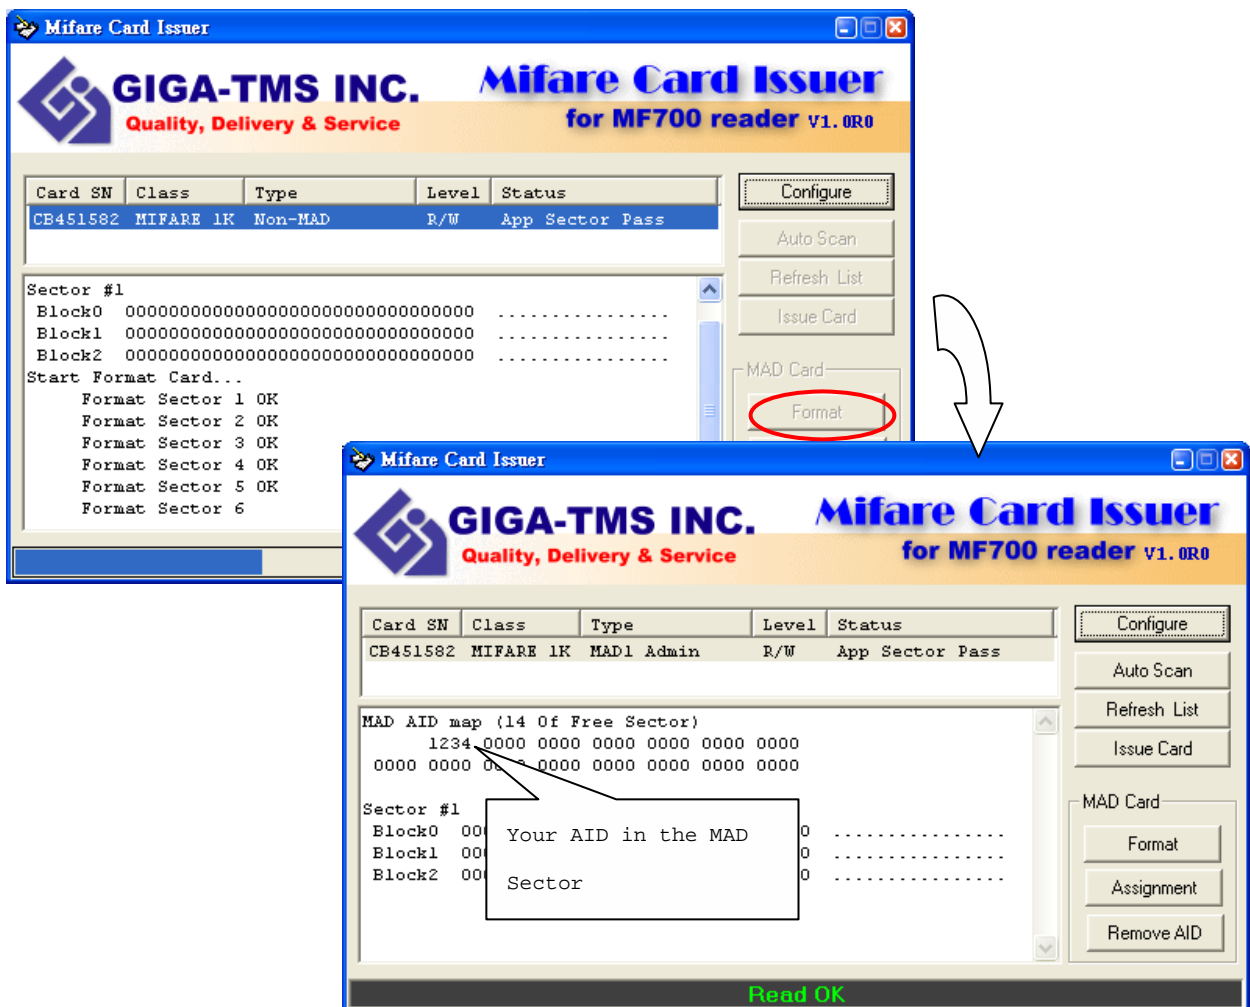 Mifare Card Issuer
GIGA-TMS INC.
Quality, Delivery & Service
Mifare Card Issuer
for MF700 reader V1.0R0
Card SN Class Type Level Status
CB451582 MIFARE 1K Non-MAD R/W App Sector Pass
Configure
Auto Scan
Refresh List
Issue Card
MAD Card
Format
Sector #1
Block0 00000000000000000000000000000000 ................
Block1 00000000000000000000000000000000 ................
Block2 00000000000000000000000000000000 ................
Start Format Card...
Format Sector 1 OK
Format Sector 2 OK
Format Sector 3 OK
Format Sector 4 OK
Format Sector 5 OK
Format Sector 6
Mifare Card Issuer
GIGA-TMS INC.
Quality, Delivery & Service
Mifare Card Issuer
for MF700 reader V1.0R0
Card SN Class Type Level Status
CB451582 MIFARE 1K MAD1 Admin R/W App Sector Pass
Configure
Auto Scan
Refresh List
Issue Card
MAD Card
Format
Assignment
Remove AID
MAD AID map (14 Of Free Sector)
1234 0000 0000 0000 0000 0000 0000
0000 0000 0000 0000 0000 0000 0000 0000
Sector #1
Block0 00 0 ................
Block1 00 0 ................
Block2 00 0 ................
Your AID in the MAD
Sector
Read OK